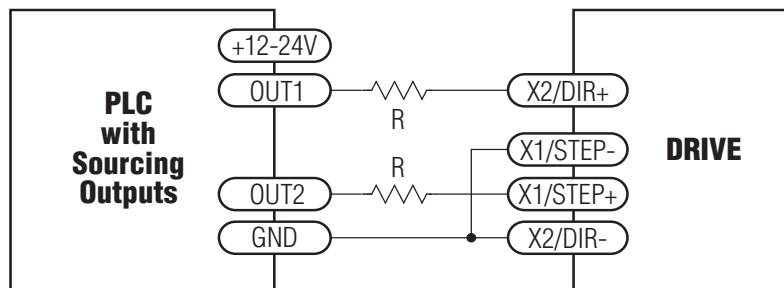 +12-24V
OUT1
X2/DIR+
R
PLC
with
Sourcing
Outputs
X1/STEP-
DRIVE
R
OUT2
X1/STEP+
GND
X2/DIR-